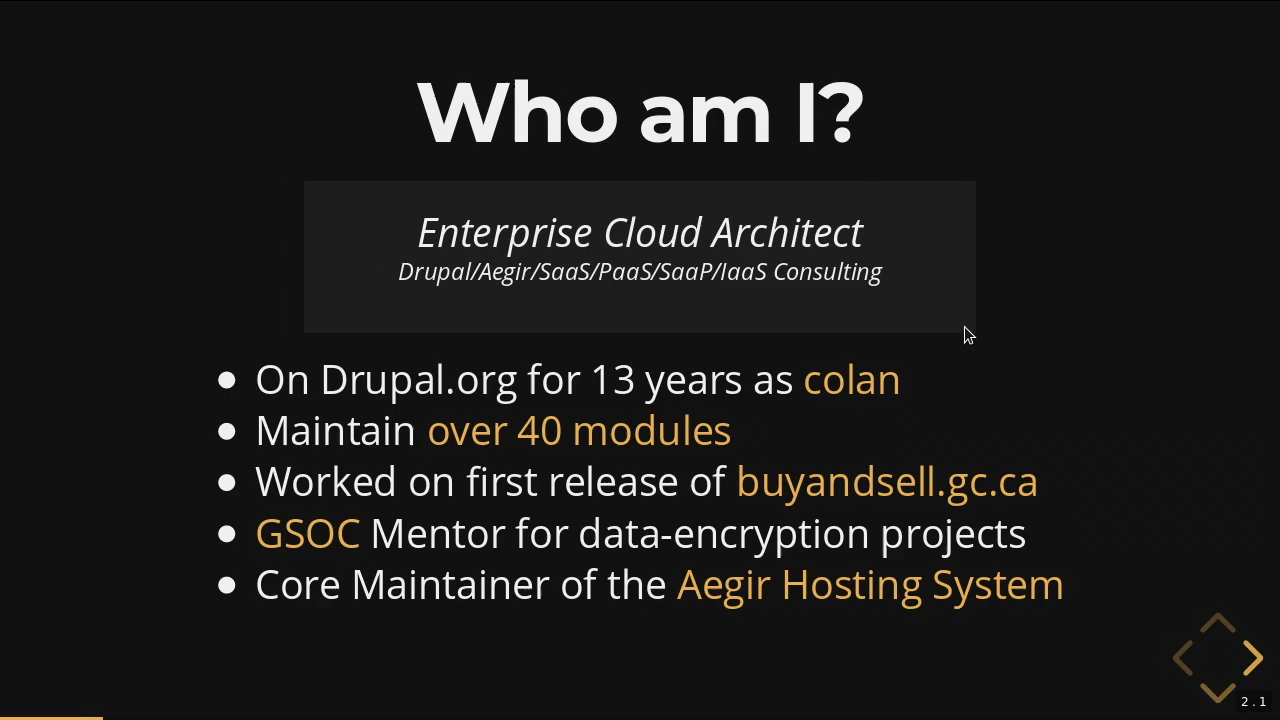 Who am I?
Enterprise Cloud Architect
Drupal/Aegir/SaaS/PaaS/SaaP/IaaS Consulting
On Drupal.org for 13 years as colan
Maintain over 40 modules
Worked on first release of buyandsell.gc.ca
GSOC Mentor for data-encryption projects
Core Maintainer of the Aegir Hosting System
2.1